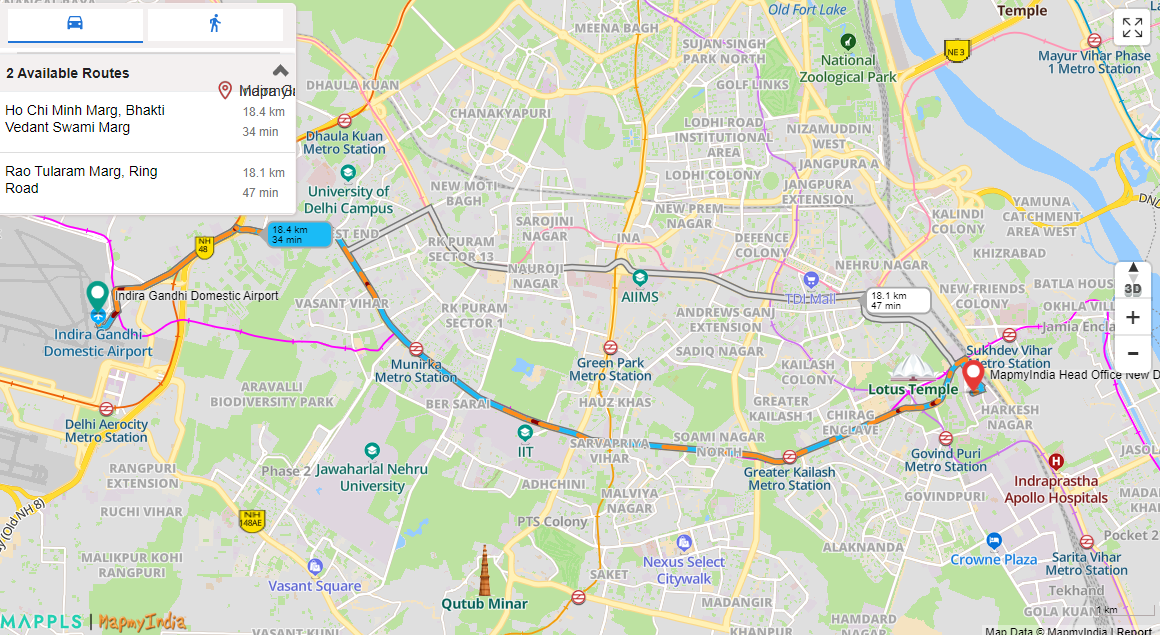 2 Available Routes
Ho Chi Minh Marg, Bhakti
Vedant Swami Marg
18.4 km
34 min
Rao Tularam Marg, Ring
Road
18.1 km
47 min
Old Fort Lake
Temple
MEENA BAGH
SUJAN SINGH
PARK NORTH
National
Zoological Park
NE 3
Mayur Vihar Phase
1 Metro Station
DHAULA KUAN
GOLF LINKS
CHANAKYAPURI
Dhaula Kuan
Metro Station
LODHI ROAD
INSTITUTIONAL
AREA
NIZAMUDDIN
WEST
JANGPURA A
LODHI COLONY
University of
Delhi Campus
NEW MOTI
BAGH
JANGPURA
EXTENSION
YAMUNA
CATCHMENT
AREA WEST
DND
NEW PREM
NAGAR
KALINDI
COLONY
SAROJINI
NAGAR
18.4 km
34 min
EST END
RK PURAM
SECTOR 13
INA
DEFENCE
COLONY
NH
48
KHIZRABAD
NAUROJI
NAGAR
NEHRU NAGAR
AIIMS
TDI Mall
3D
BATLA HOUSE
NEW FRIENDS
COLONY
Indira Gandhi Domestic Airport
18.1 km
47 min
VASANT VIHAR
RK PURAM
SECTOR 1
ANDREWS GANJ
EXTENSION
OKHLA VI
Jamia Encla
Indira Gandhi
Domestic Airport
SADIQ NAGAR
Sukhdev Vihar
Metro Station
Munirka
Metro Station
Green Park
Metro Station
KAILASH
COLONY
MapmyIndia Head Office New D
ARAVALLI
BIODIVERSITY PARK
BER SARAI
HAUZ KHAS
GREATER
KAILASH 1
Lotus Temple
CHIRAG
ENCLAVE
HARKESH
NAGAR
Delhi Aerocity
Metro Station
IIT
SARVAPRIYA
VIHAR
SOAMI NAGAR
NORTH
Govind Puri
Metro Station
JASOLA
RANGPURI
EXTENSION
Phase 2
Jawaharlal Nehru
University
Greater Kailash
Metro Station
Indraprastha
Apollo Hospitals
ADHCHINI
MALVIYA
NAGAR
GOVINDPURI
MADA
KHA
y (Old NH 8)
RUCHI VIHAR
NH
148AE
PTS Colony
Pocket 2
MALIKPUR KOHI
RANGPURI
Nexus Select
Citywalk
ALAKNANDA
Crowne Plaza
Sarita Vihar
Metro Station
Vasant Square
SAKET
Tekhand
Qutub Minar
MADANGIR
GOLA KUAN
1 km
MAPPLS | MapmyIndia
VASANT KUNJ
KHANPUR
HAMDARD
NAGAR
Map Data © MapmyIndia | Report